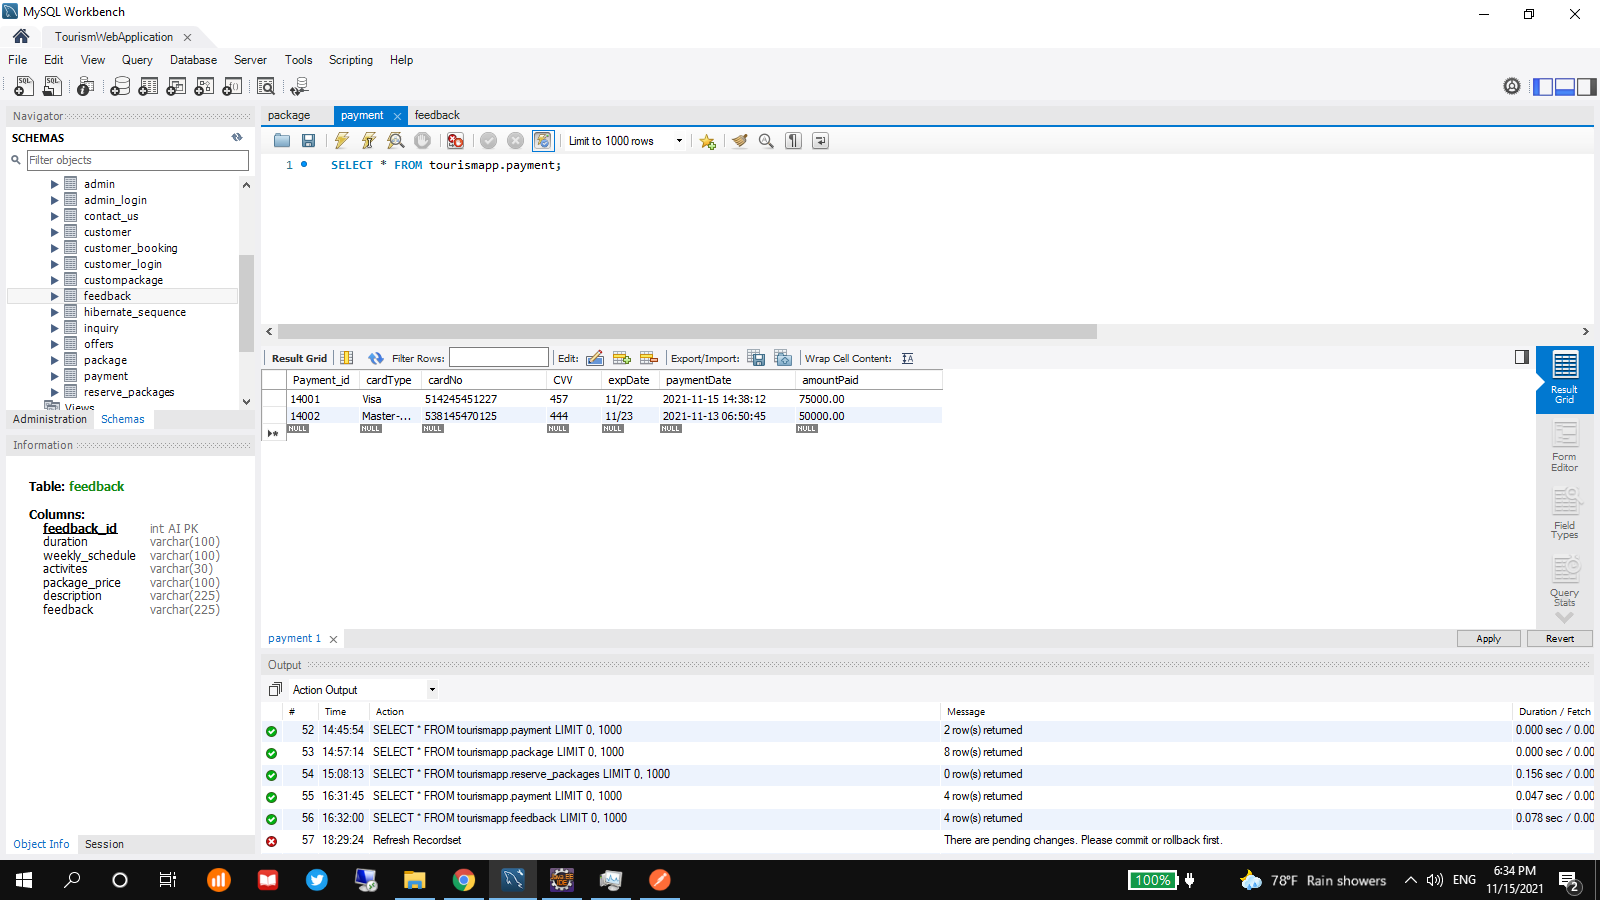 MySQL Workbench
TourismWebApplication
File Edit View Query Database Server Tools Scripting Help
Navigator
SCHEMAS
Filter objects
admin
admin_login
contact_us
customer
customer_booking
customer_login
custompackage
feedback
hibernate_sequence
inquiry
offers
package
payment
reserve_packages
Views
Administration Schemas
Information
Table: feedback
Columns:
feedback_id int AI PK
duration varchar(100)
weekly_schedule varchar(100)
activites varchar(30)
package_price varchar(100)
description varchar(225)
feedback varchar(225)
Object Info Session
package payment feedback
Limit to 1000 rows
1 SELECT * FROM tourismapp.payment;
Result Grid Filter Rows: Edit: Export/Import: Wrap Cell Content:
Payment_id cardType cardNo CVV expDate paymentDate amountPaid
14001 Visa 514245451227 457 11/22 2021-11-15 14:38:12 75000.00
14002 Master-... 538145470125 444 11/23 2021-11-13 06:50:45 50000.00
NULL NULL NULL NULL NULL NULL NULL
Result
Grid
Form
Editor
Field
Types
Query
Stats
payment 1
Apply Revert
Output
Action Output
# Time Action Message Duration / Fetch
52 14:45:54 SELECT * FROM tourismapp.payment LIMIT 0, 1000 2 row(s) returned 0.000 sec / 0.00
53 14:57:14 SELECT * FROM tourismapp.package LIMIT 0, 1000 8 row(s) returned 0.000 sec / 0.00
54 15:08:13 SELECT * FROM tourismapp.reserve_packages LIMIT 0, 1000 0 row(s) returned 0.156 sec / 0.00
55 16:31:45 SELECT * FROM tourismapp.payment LIMIT 0, 1000 4 row(s) returned 0.047 sec / 0.00
56 16:32:00 SELECT * FROM tourismapp.feedback LIMIT 0, 1000 4 row(s) returned 0.078 sec / 0.00
57 18:29:24 Refresh Recordset There are pending changes. Please commit or rollback first.
100% 78°F Rain showers ENG
6:34 PM
11/15/2021
2